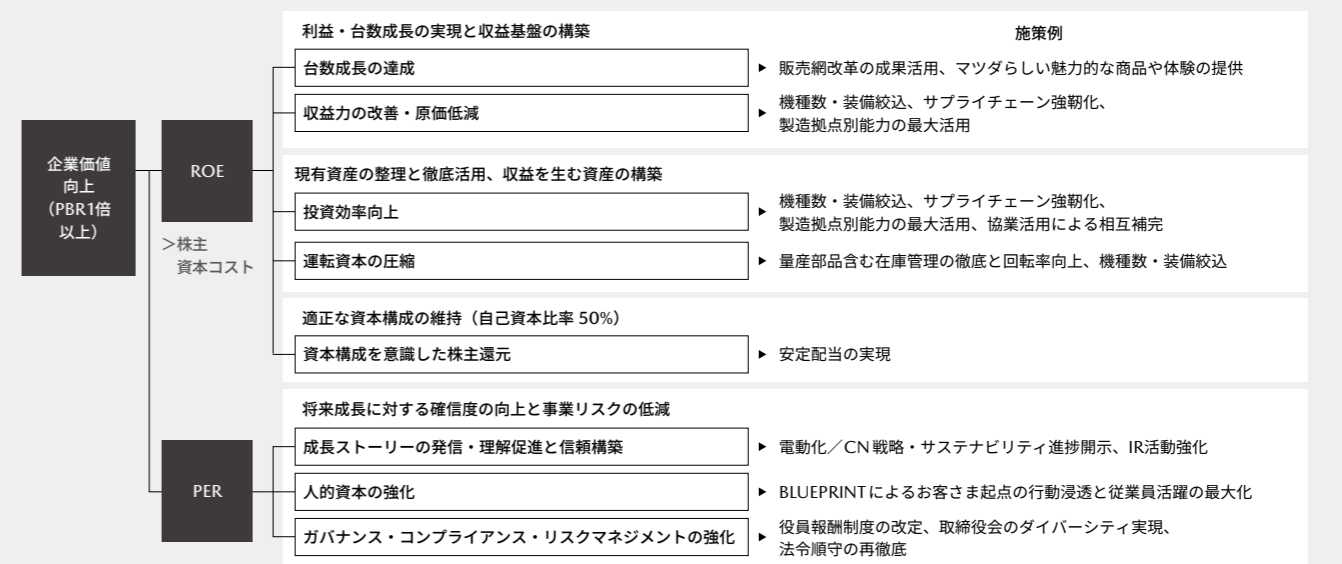 企業価値
向上
（PBR1倍
以上）
ROE
＞株主
資本コスト
PER
利益・台数成長の実現と収益基盤の構築
施策例
台数成長の達成
販売網改革の成果活用、マツダらしい魅力的な商品や体験の提供
収益力の改善・原価低減
機種数・装備絞込、サプライチェーン強靭化、
製造拠点別能力の最大活用
現有資産の整理と徹底活用、収益を生む資産の構築
投資効率向上
機種数・装備絞込、サプライチェーン強靭化、
製造拠点別能力の最大活用、協業活用による相互補完
運転資本の圧縮
量産部品含む在庫管理の徹底と回転率向上、機種数・装備絞込
適正な資本構成の維持（自己資本比率 50%）
資本構成を意識した株主還元
安定配当の実現
将来成長に対する確信度の向上と事業リスクの低減
成長ストーリーの発信・理解促進と信頼構築
電動化／CN戦略・サステナビリティ進捗開示、IR活動強化
人的資本の強化
BLUEPRINTによるお客さま起点の行動浸透と従業員活躍の最大化
ガバナンス・コンプライアンス・リスクマネジメントの強化
役員報酬制度の改定、取締役会のダイバーシティ実現、
法令順守の再徹底